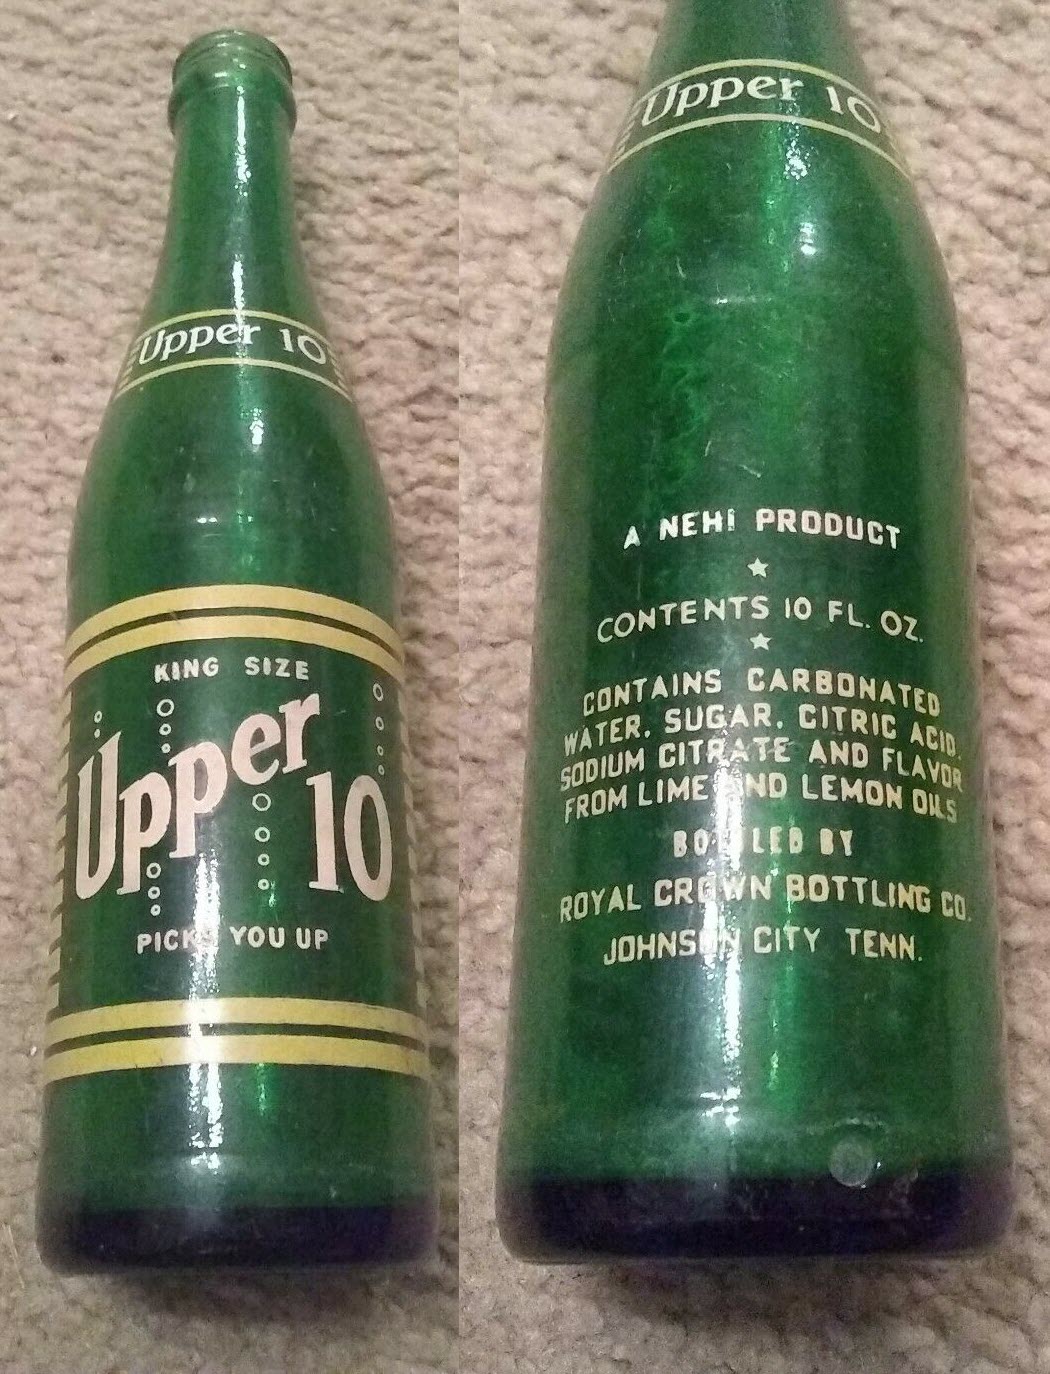 Upper 10
KING SIZE
Upper
10
PICKS YOU UP
Upper 10
A NEHI PRODUCT
CONTENTS 10 FL. OZ.
CONTAINS CARBONATED
WATER, SUGAR, CITRIC ACID,
SODIUM CITRATE AND FLAVOR
FROM LIME AND LEMON OILS
BOTTLED BY
ROYAL CROWN BOTTLING CO.
JOHNSON CITY TENN.